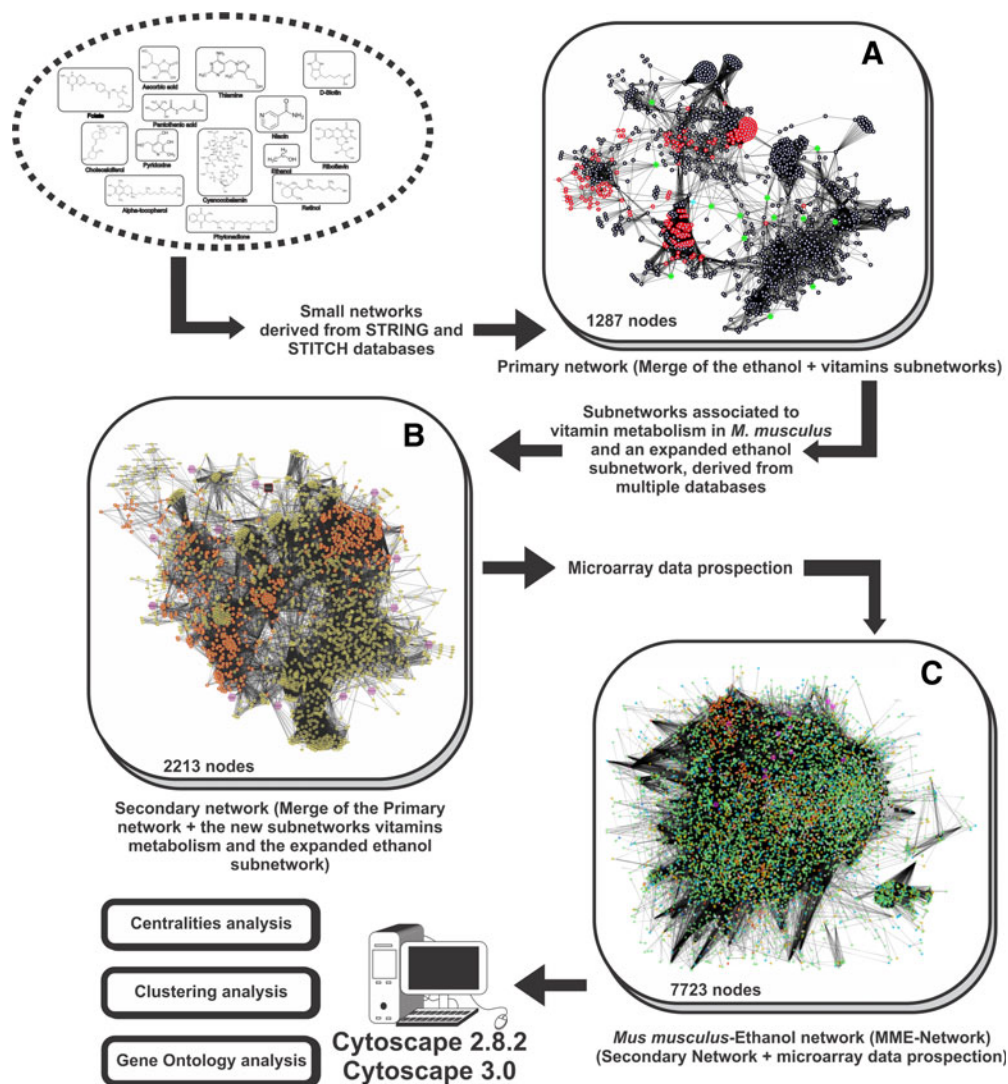 Ascorbic acid
Thiamine
D-Biotin
Folate
Pantothenic acid
Niacin
Cholecalciferol
Pyridoxine
Ethanol
Riboflavin
Cyanocobalamin
Alpha-tocopherol
Retinol
Phytonadione
A
1287 nodes
Small networks
derived from STRING and
STITCH databases
Primary network (Merge of the ethanol + vitamins subnetworks)
Subnetworks associated to
vitamin metabolism in M. musculus
and an expanded ethanol
subnetwork, derived from
multiple databases
B
2213 nodes
Secondary network (Merge of the Primary
network + the new subnetworks vitamins
metabolism and the expanded ethanol
subnetwork)
Microarray data prospection
C
7723 nodes
Mus musculus-Ethanol network (MME-Network)
(Secondary Network + microarray data prospection)
Centralities analysis
Clustering analysis
Gene Ontology analysis
Cytoscape 2.8.2
Cytoscape 3.0